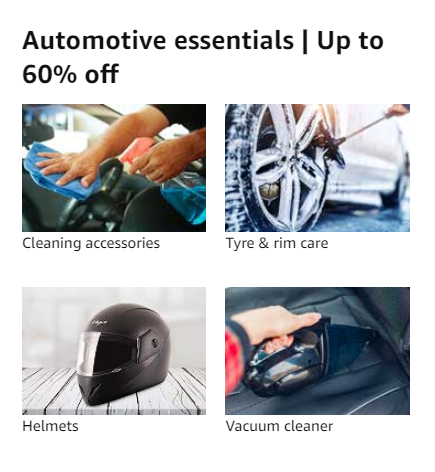 Automotive essentials | Up to
60% off
Cleaning accessories
Tyre & rim care
Helmets
Vacuum cleaner